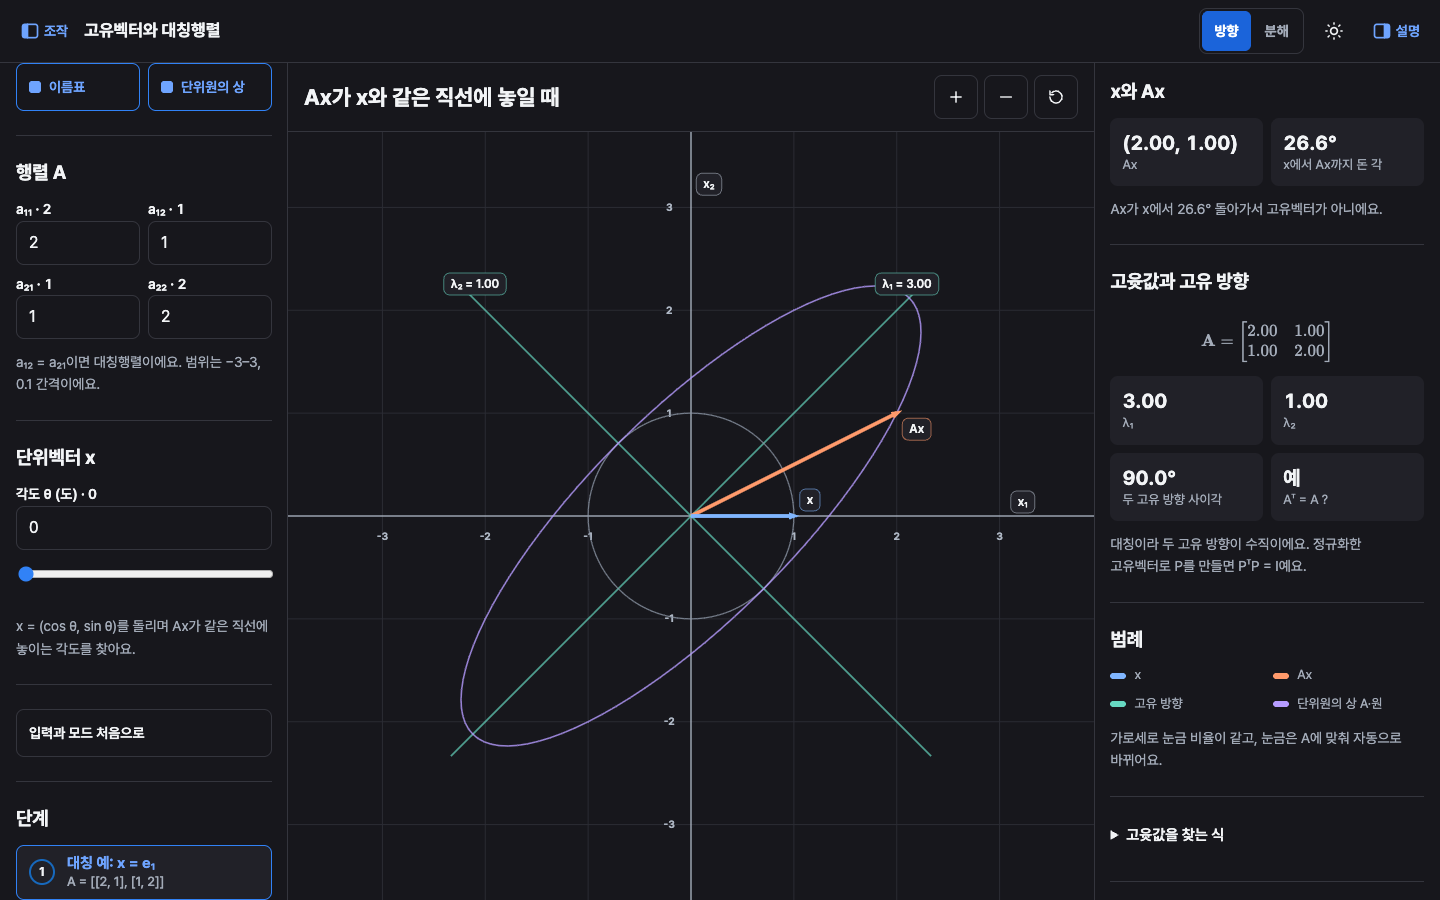 조작
고유벡터와 대칭행렬
방향
분해
설명
이름표
단위원의 상
행렬 A
a₁₁ · 2
a₁₂ · 1
2
1
a₂₁ · 1
a₂₂ · 2
1
2
a₁₂ = a₂₁이면 대칭행렬이에요. 범위는 −3–3,
0.1 간격이에요.
단위벡터 x
각도 θ (도) · 0
0
x = (cos θ, sin θ)를 돌리며 Ax가 같은 직선에
놓이는 각도를 찾아요.
입력과 모드 처음으로
단계
1
대칭 예: x = e₁
A = [[2, 1], [1, 2]]
Ax가 x와 같은 직선에 놓일 때
x₂
3
λ₂ = 1.00
λ₁ = 3.00
2
1
Ax
x
x₁
-3
-2
-1
1
2
3
-1
-2
-3
x와 Ax
(2.00, 1.00)
Ax
26.6°
x에서 Ax까지 돈 각
Ax가 x에서 26.6° 돌아가서 고유벡터가 아니에요.
고윳값과 고유 방향
A = [2.00 1.00
1.00 2.00]
3.00
λ₁
1.00
λ₂
90.0°
두 고유 방향 사이각
예
Aᵀ = A ?
대칭이라 두 고유 방향이 수직이에요. 정규화한
고유벡터로 P를 만들면 PᵀP = I예요.
범례
x
Ax
고유 방향
단위원의 상 A·원
가로세로 눈금 비율이 같고, 눈금은 A에 맞춰 자동으로
바뀌어요.
고윳값을 찾는 식